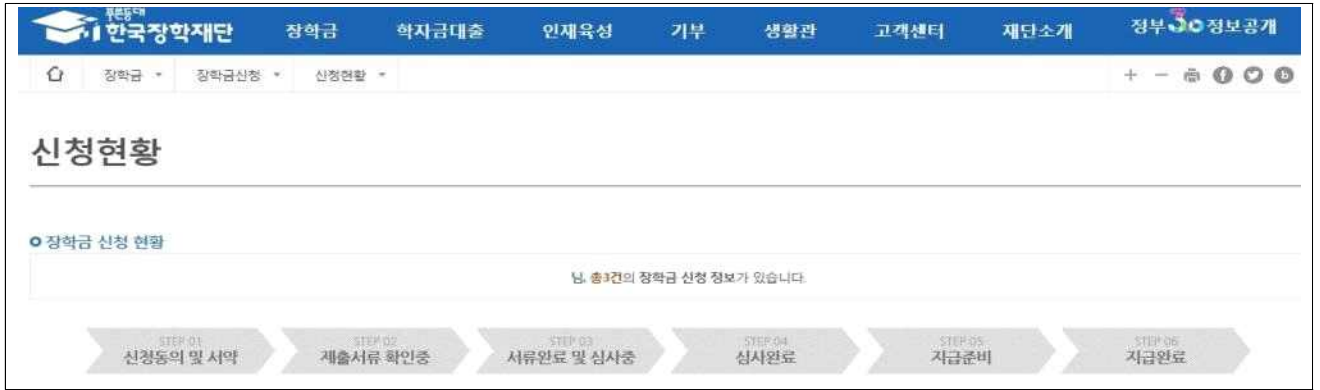 푸른등대
한국장학재단 장학금 학자금대출 인재육성 기부 생활관 고객센터 재단소개 정부3.0정보공개
장학금 장학금신청 신청현황 + -
신청현황
장학금 신청 현황
님, 총3건의 장학금 신청 정보가 있습니다.
STEP 01 STEP 02 STEP 03 STEP 04 STEP 05 STEP 06
신청동의 및 서약 제출서류 확인중 서류완료 및 심사중 심사완료 지급준비 지급완료